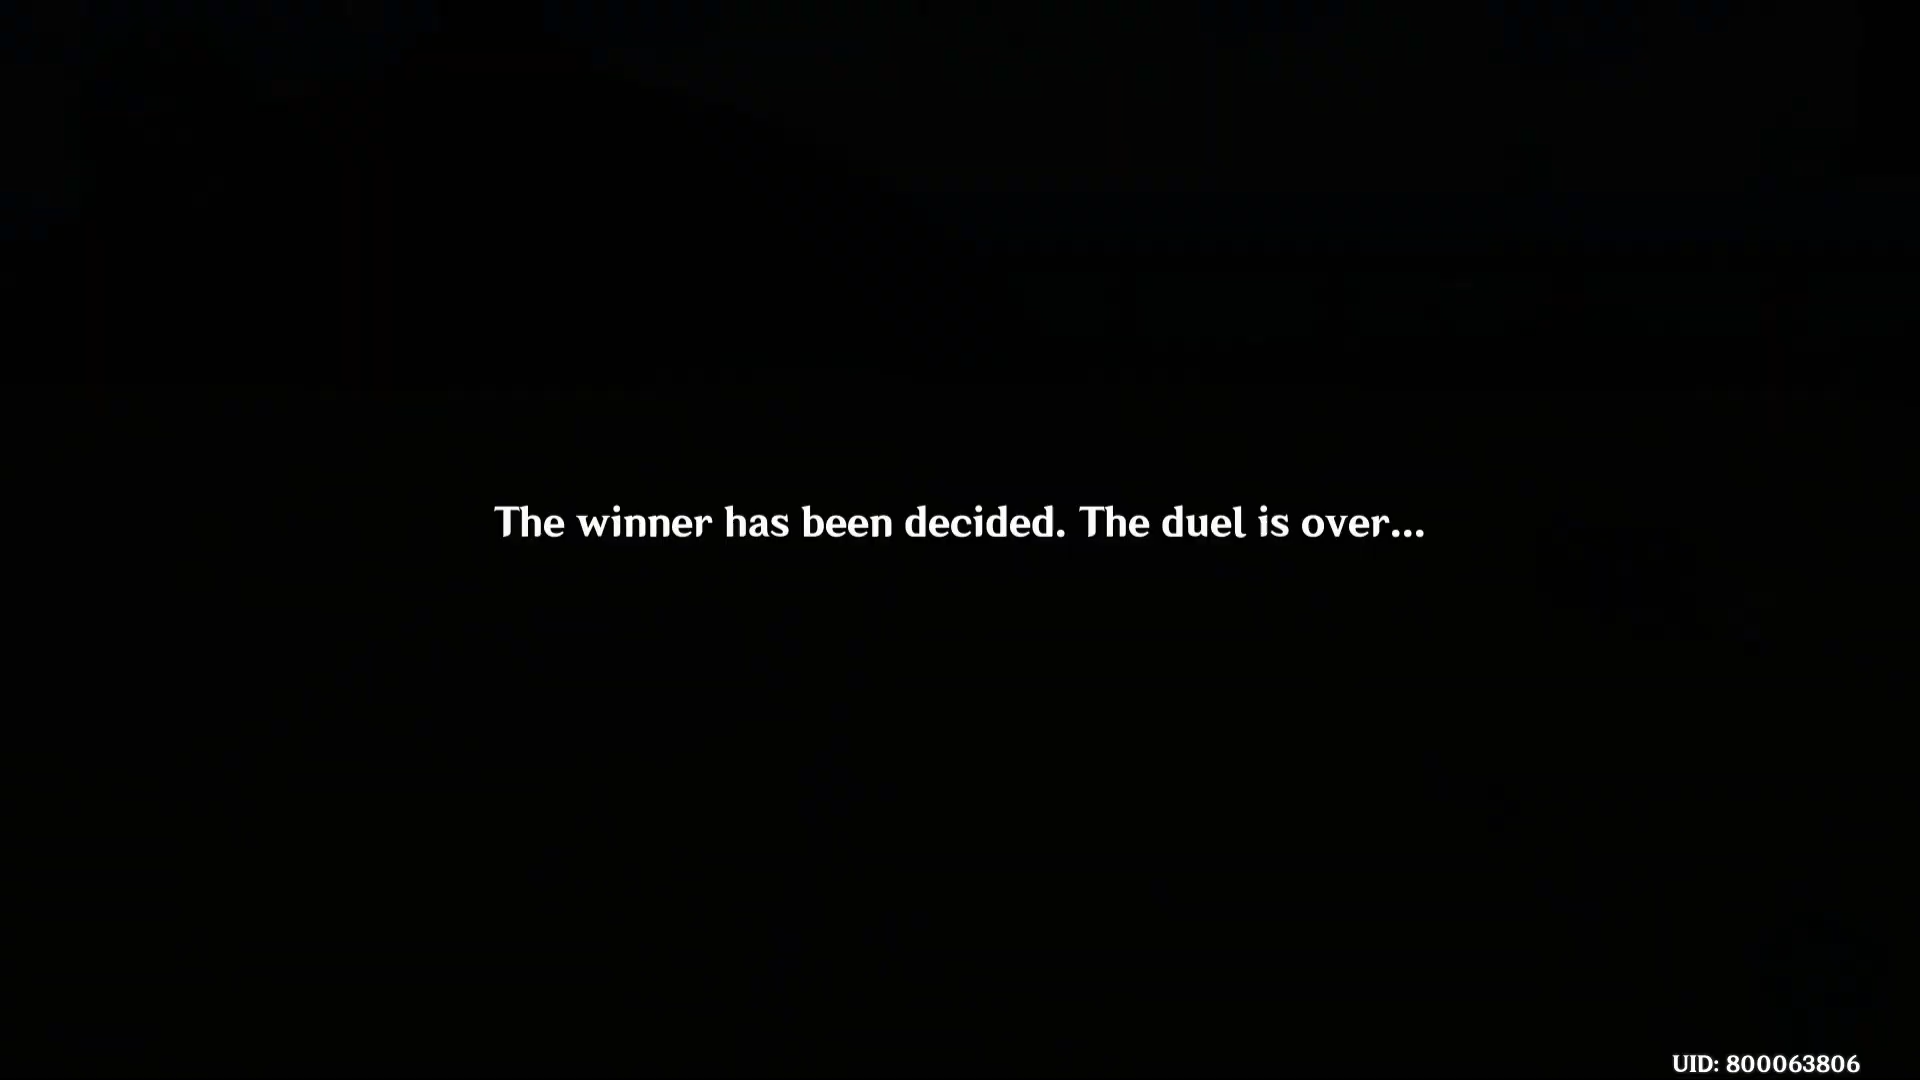 The winner has been decided. The duel is over...
UID: 800063806